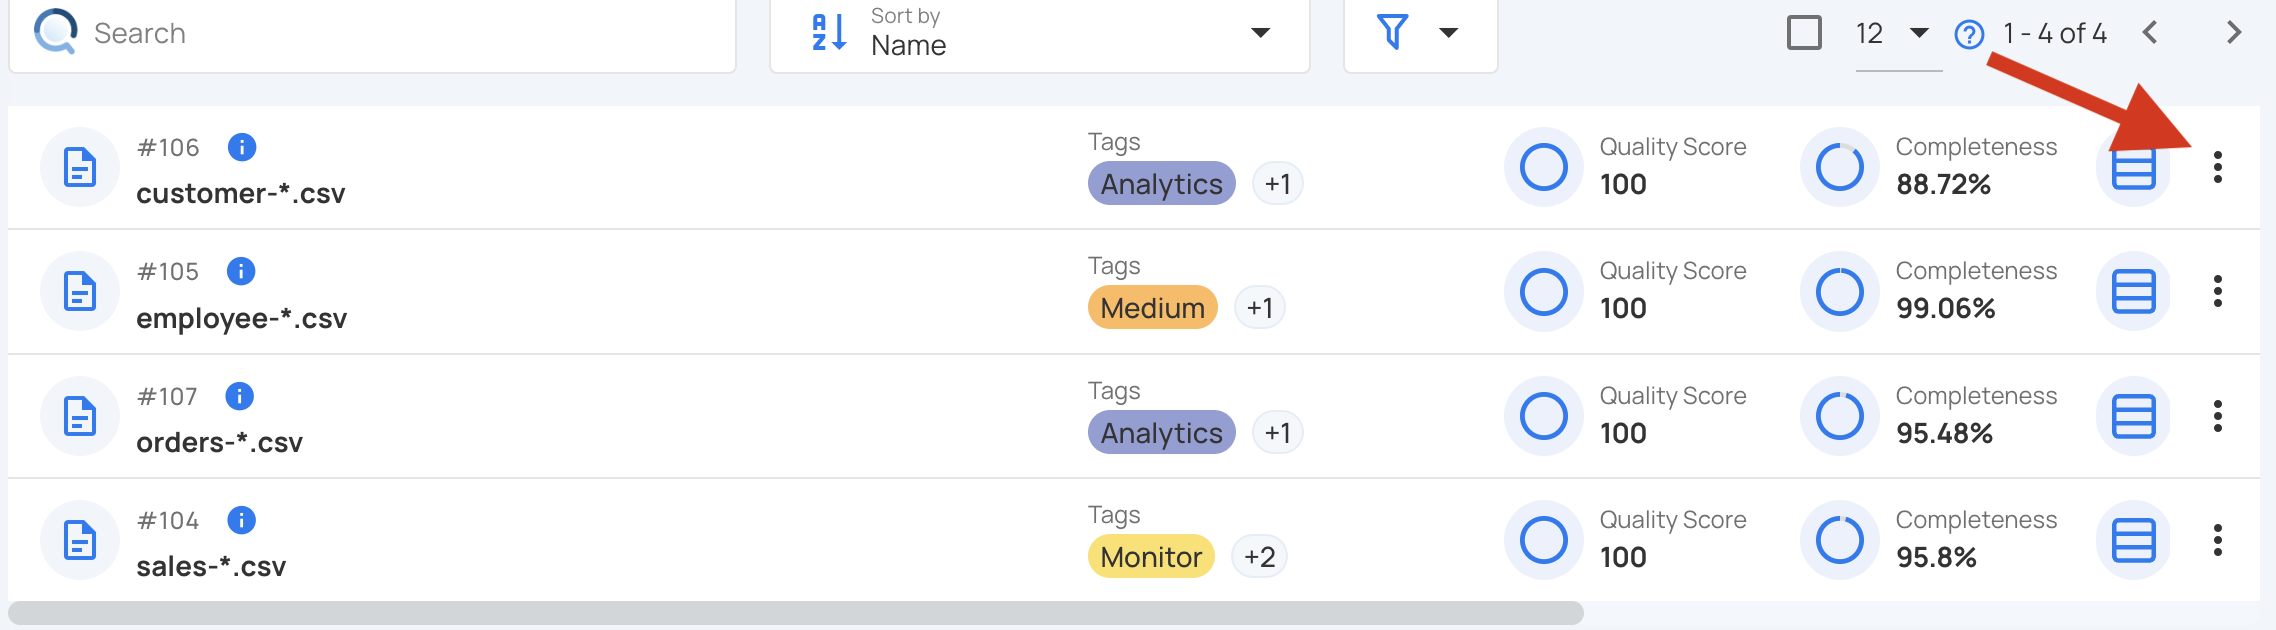 Search
Sort by
Name
12
1 - 4 of 4
#106
customer-*.csv
Tags
Analytics +1
Quality Score
100
Completeness
88.72%
#105
employee-*.csv
Tags
Medium +1
Quality Score
100
Completeness
99.06%
#107
orders-*.csv
Tags
Analytics +1
Quality Score
100
Completeness
95.48%
#104
sales-*.csv
Tags
Monitor +2
Quality Score
100
Completeness
95.8%